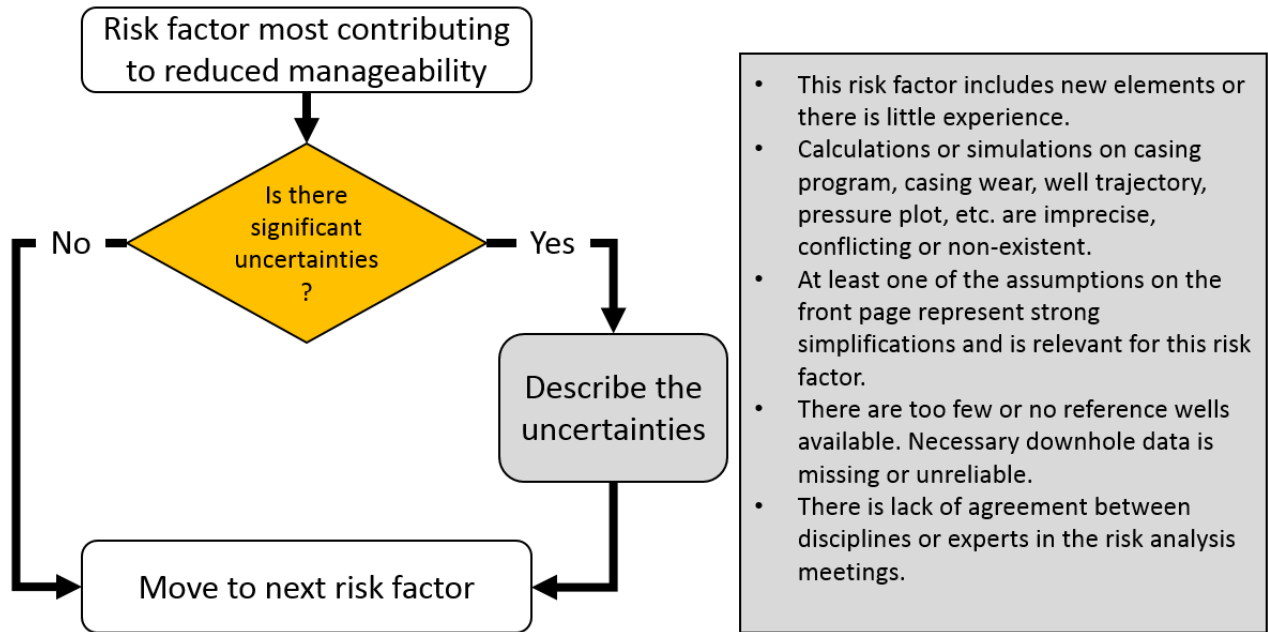 Risk factor most contributing
to reduced manageability
Is there
significant
uncertainties
?
No
Yes
Describe the
uncertainties
Move to next risk factor
• This risk factor includes new elements or
there is little experience.
• Calculations or simulations on casing
program, casing wear, well trajectory,
pressure plot, etc. are imprecise,
conflicting or non-existent.
• At least one of the assumptions on the
front page represent strong
simplifications and is relevant for this risk
factor.
• There are too few or no reference wells
available. Necessary downhole data is
missing or unreliable.
• There is lack of agreement between
disciplines or experts in the risk analysis
meetings.